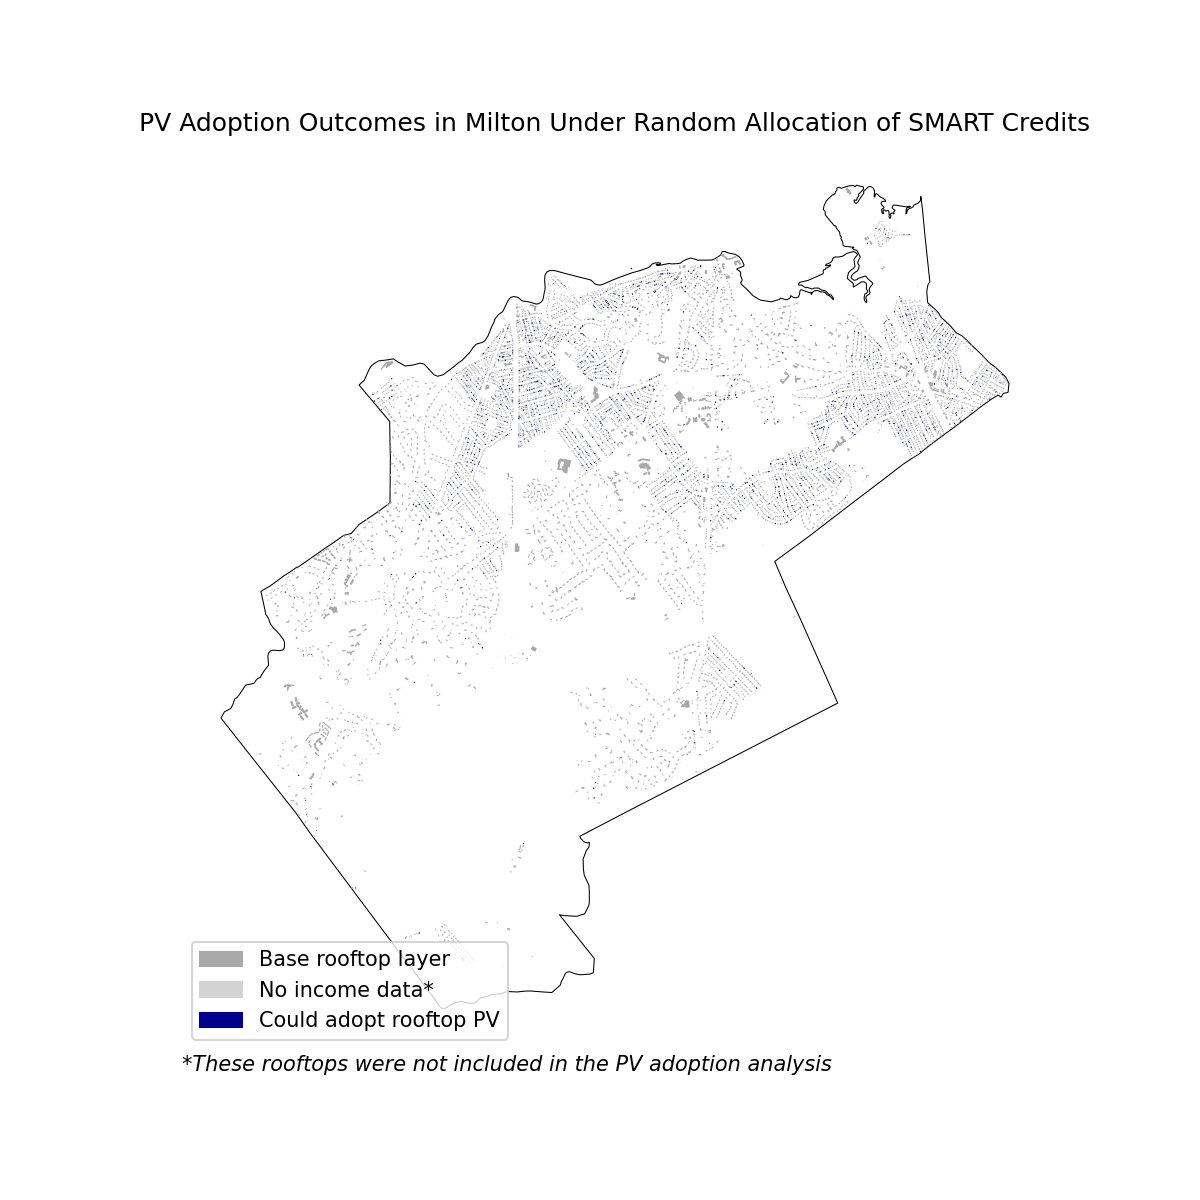 PV Adoption Outcomes in Milton Under Random Allocation of SMART Credits
Base rooftop layer
No income data*
Could adopt rooftop PV
*These rooftops were not included in the PV adoption analysis